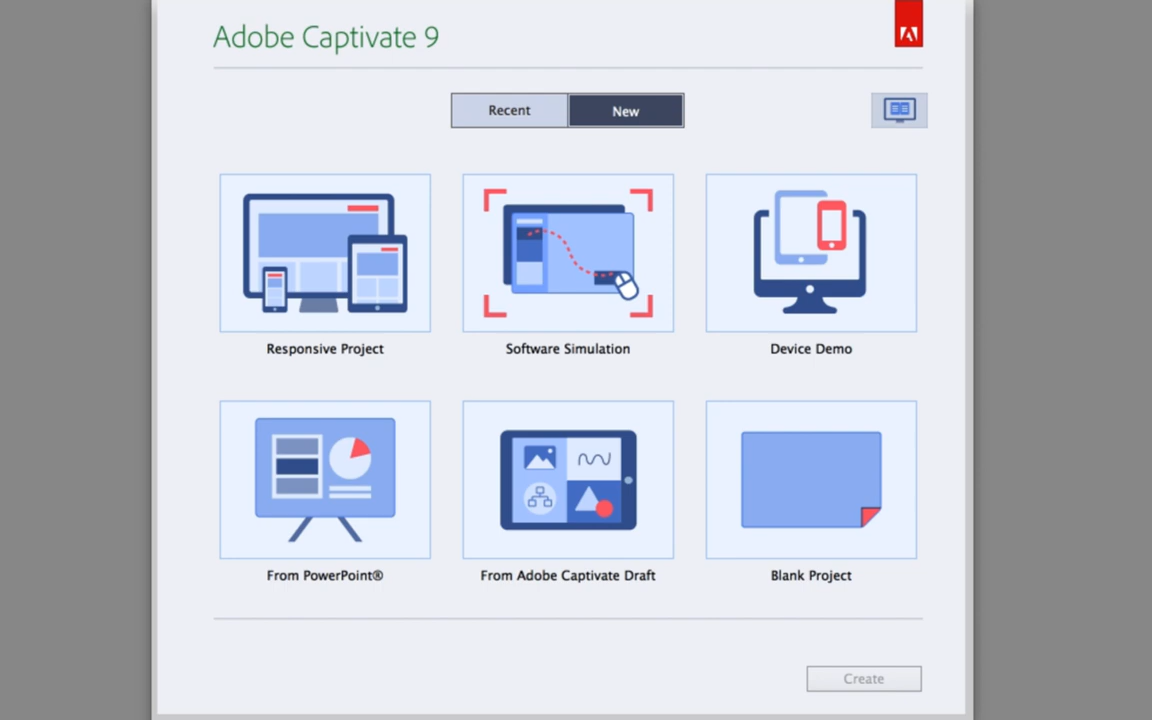 Adobe Captivate 9
Recent
New
Responsive Project
Software Simulation
Device Demo
From PowerPoint®
From Adobe Captivate Draft
Blank Project
Create